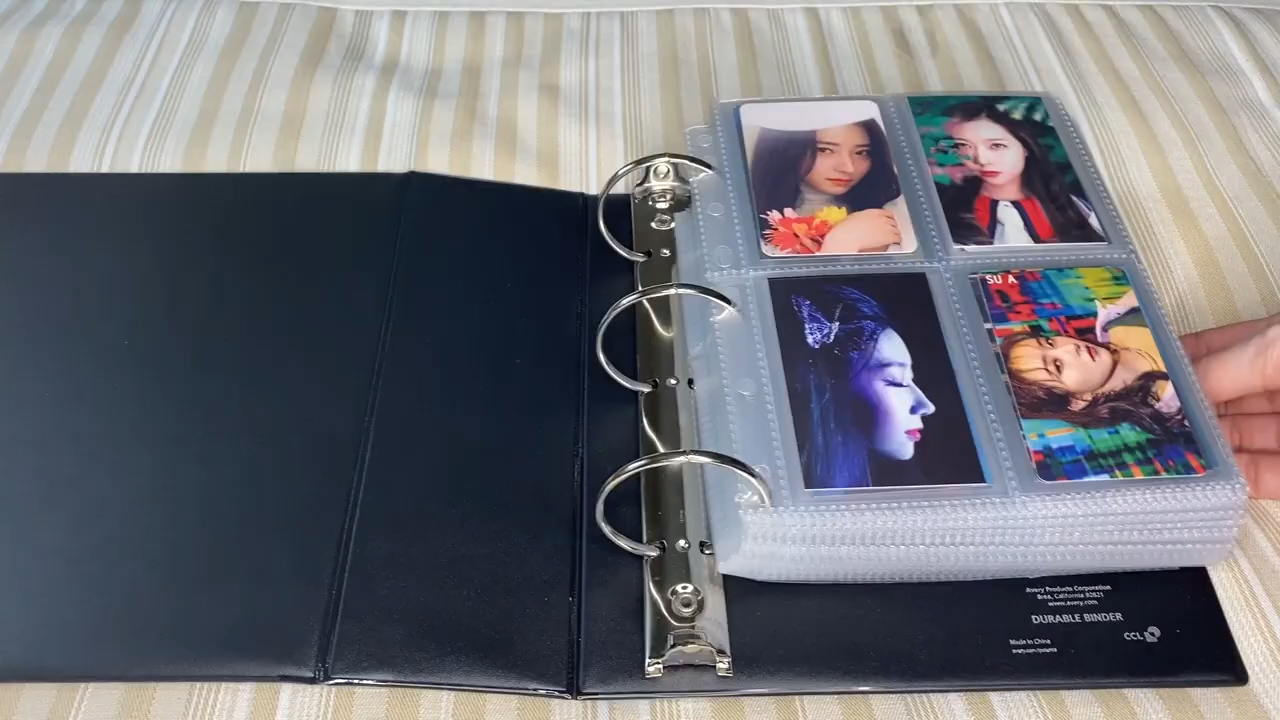 SU A
Avery Products Corporation
Brea, California 92821
www.avery.com
DURABLE BINDER
Made in China
CCL